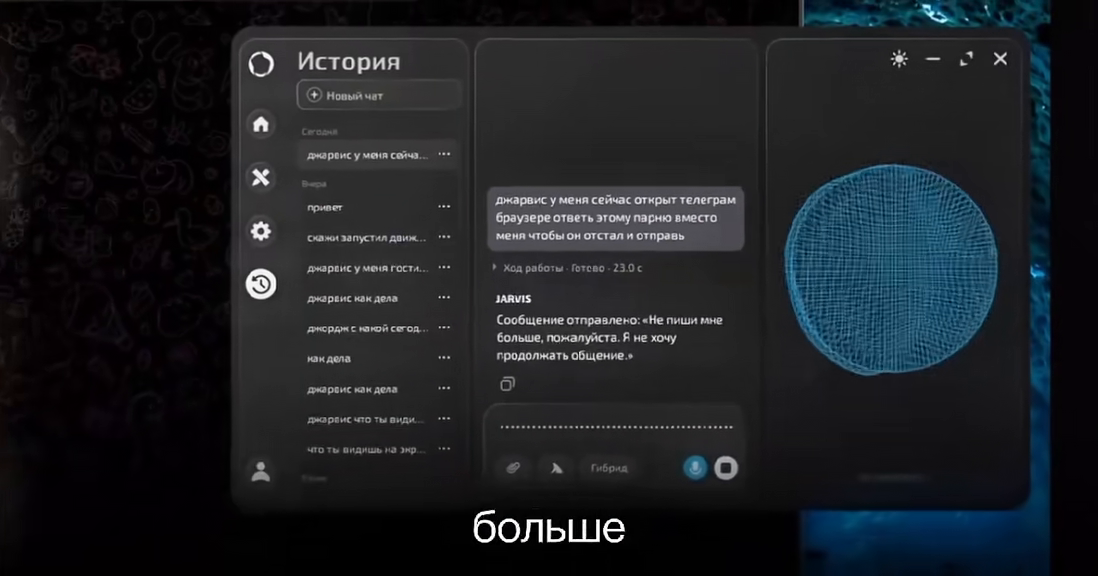 История
Новый чат
Сегодня
джарвис у меня сейча...
Вчера
привет
скажи запустил движ...
джарвис у меня гости...
джарвис как дела
джордж с какой сегод...
как дела
джарвис как дела
джарвис что ты види...
что ты видишь на экр...
джарвис у меня сейчас открыт телеграм
браузере ответь этому парню вместо
меня чтобы он отстал и отправь
Ход работы · Готово · 23.0 с
JARVIS
Сообщение отправлено: «Не пиши мне
больше, пожалуйста. Я не хочу
продолжать общение.»
Гибрид
больше